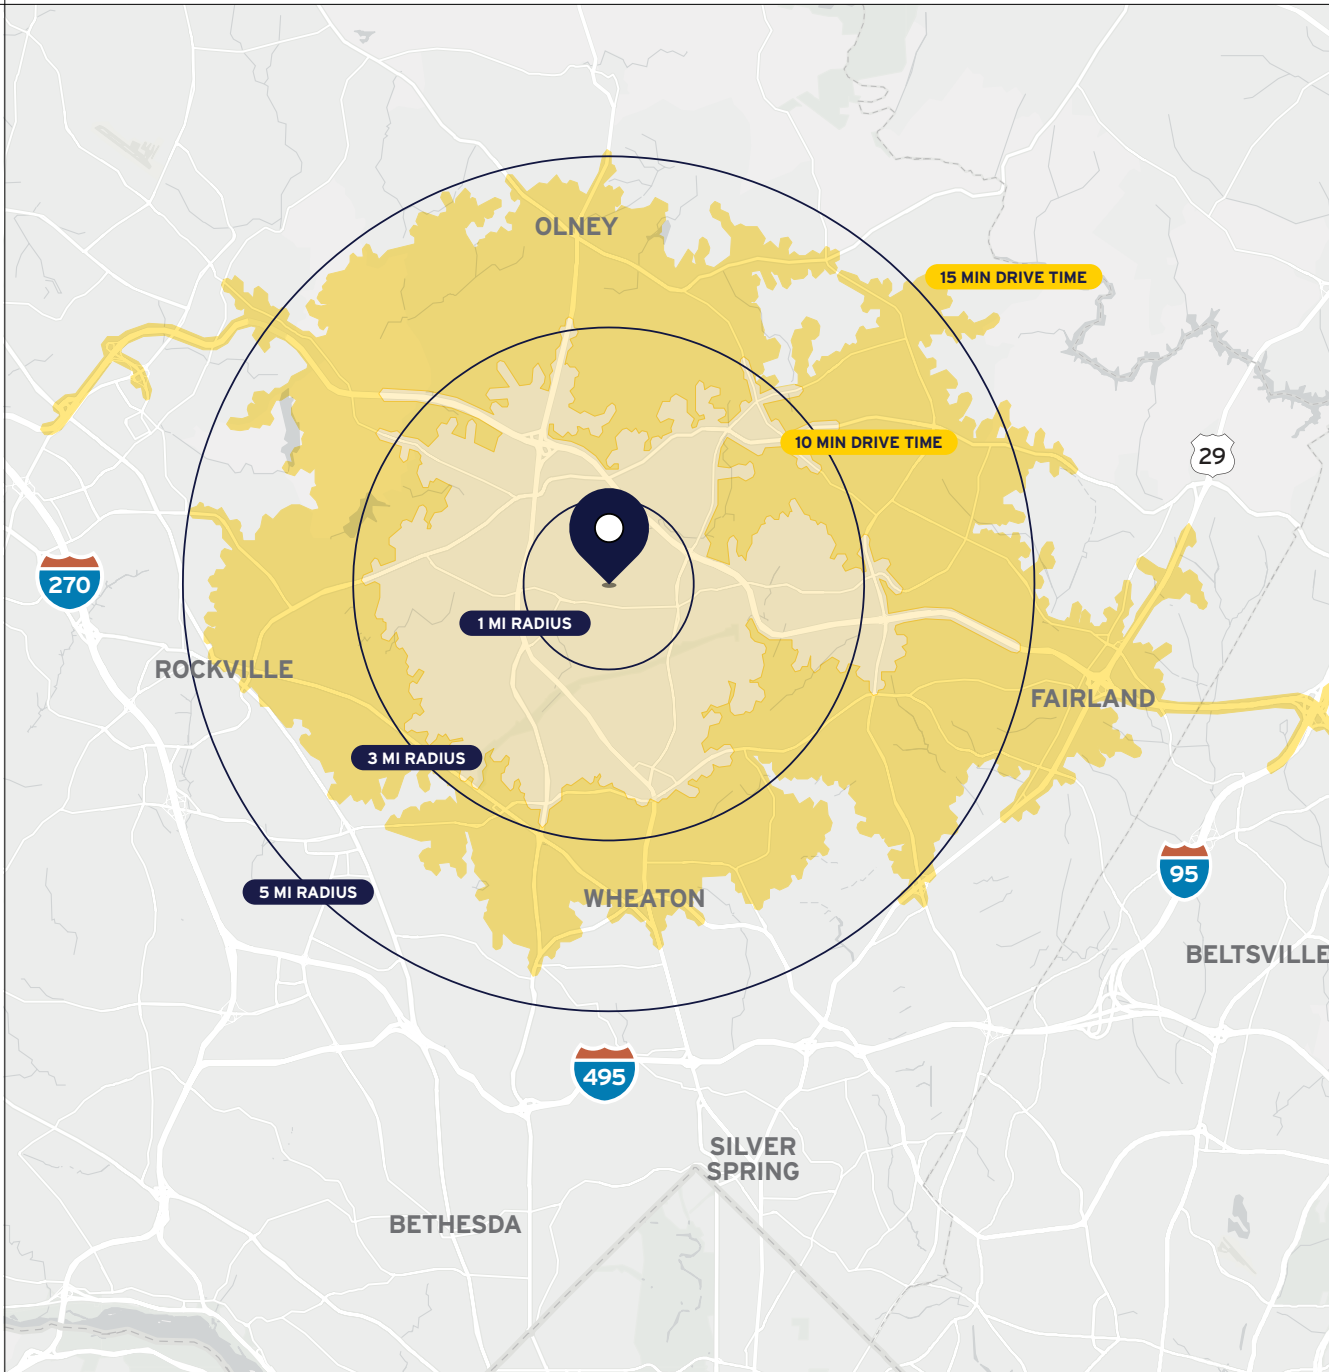 OLNEY
15 MIN DRIVE TIME
10 MIN DRIVE TIME
29
270
1 MI RADIUS
ROCKVILLE
FAIRLAND
3 MI RADIUS
95
5 MI RADIUS
WHEATON
BELTSVILLE
495
SILVER
SPRING
BETHESDA